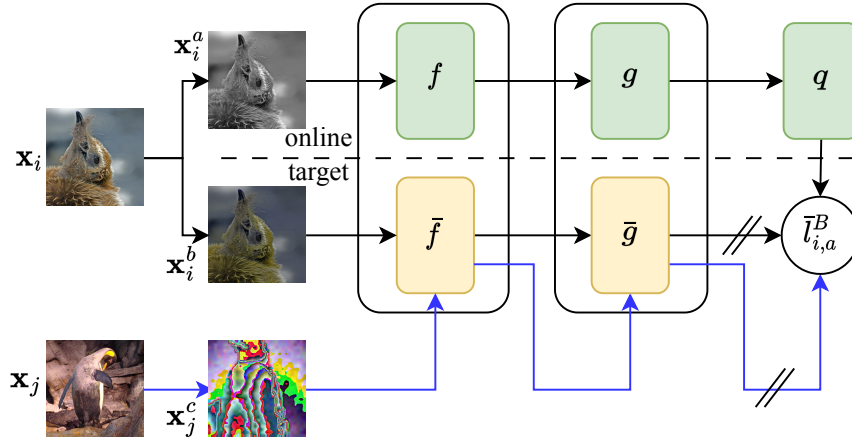 x_i^a
f
g
q
online
x_i
target
f̄
ḡ
l̄_{i,a}^B
x_i^b
x_j
x_j^c